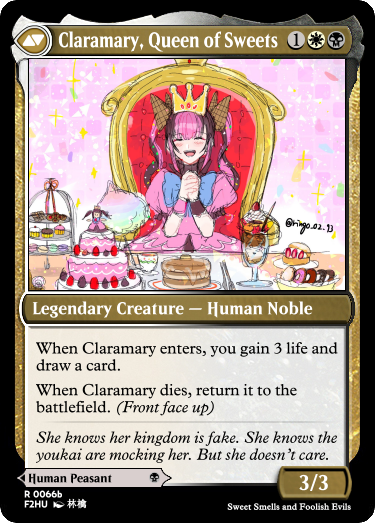 Claramary, Queen of Sweets 1
@ringo_02_23
Legendary Creature — Human Noble
When Claramary enters, you gain 3 life and
draw a card.
When Claramary dies, return it to the
battlefield. (Front face up)
She knows her kingdom is fake. She knows the
youkai are mocking her. But she doesn't care.
Human Peasant
3/3
R 0066b
F2HU 林檎
Sweet Smells and Foolish Evils